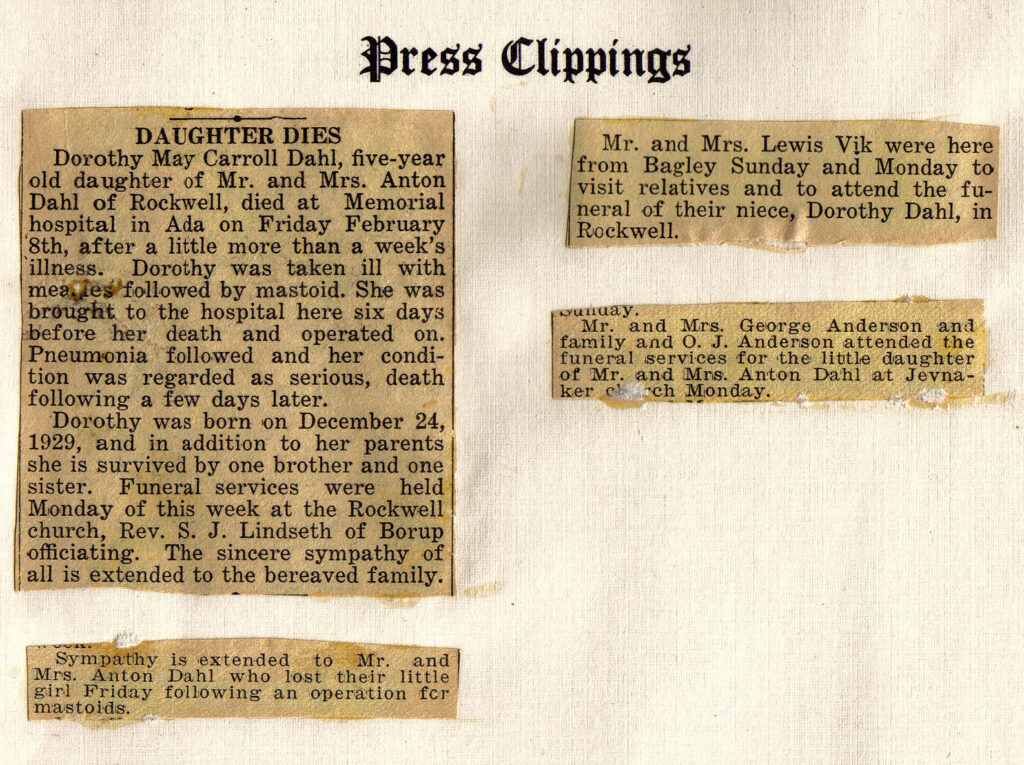 Press Clippings
DAUGHTER DIES
Dorothy May Carroll Dahl, five-year
old daughter of Mr. and Mrs. Anton
Dahl of Rockwell, died at Memorial
hospital in Ada on Friday February
8th, after a little more than a week's
illness. Dorothy was taken ill with
measles followed by mastoid. She was
brought to the hospital here six days
before her death and operated on.
Pneumonia followed and her condi-
tion was regarded as serious, death
following a few days later.
Dorothy was born on December 24,
1929, and in addition to her parents
she is survived by one brother and one
sister. Funeral services were held
Monday of this week at the Rockwell
church, Rev. S. J. Lindseth of Borup
officiating. The sincere sympathy of
all is extended to the bereaved family.
Sympathy is extended to Mr. and
Mrs. Anton Dahl who lost their little
girl Friday following an operation for
mastoids.
Mr. and Mrs. Lewis Vik were here
from Bagley Sunday and Monday to
visit relatives and to attend the fu-
neral of their niece, Dorothy Dahl, in
Rockwell.
Sunday.
Mr. and Mrs. George Anderson and
family and O. J. Anderson attended the
funeral services for the little daughter
of Mr. and Mrs. Anton Dahl at Jevna-
ker church Monday.